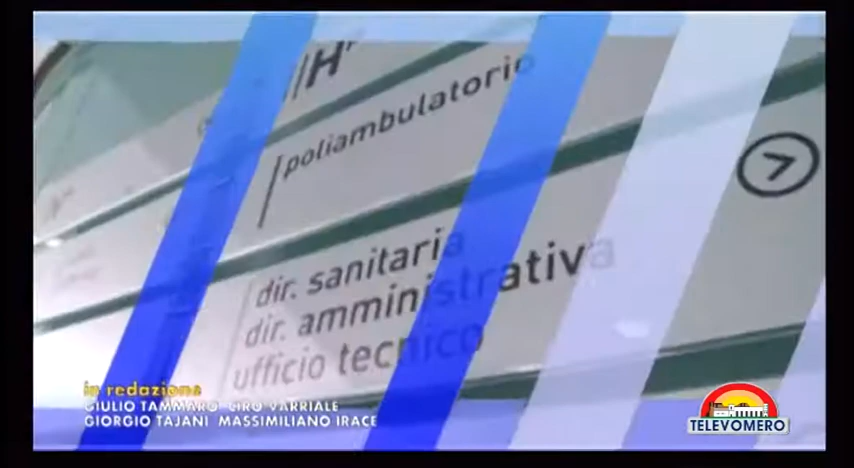 H
poliambulatorio
dir. sanitaria
dir. amministrativa
ufficio tecnico
in redazione
GIULIO TAMMARO CIRO VARRIALE
GIORGIO TAJANI MASSIMILIANO IRACE
TELEVOMERO